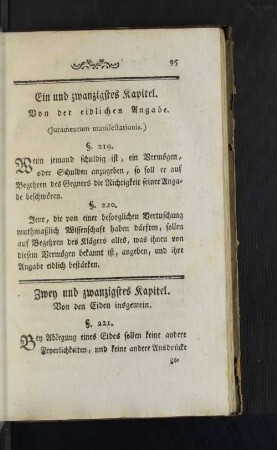 95
Ein und zwanzigstes Kapitel.
Von der eidlichen Angabe.
(Juramentum manifestationis.)
§. 219.
Wenn jemand schuldig ist, ein Vermögen,
oder Schulden anzugeben, so soll er auf
Begehren des Gegners die Richtigkeit seiner Anga-
be beschwören.
§. 220.
Jene, die von einer besorglichen Vertuschung
muthmaßlich Wissenschaft haben dürften, sollen
auf Begehren des Klägers alles, was ihnen von
diesem Vermögen bekannt ist, angeben, und ihre
Angabe eidlich bestärken.
Zwey und zwanzigstes Kapitel.
Von den Eiden insgemein.
§. 221.
Bey Ablegung eines Eides sollen keine andere
Feyerlichkeiten, und keine andere Ausdrücke
ge-